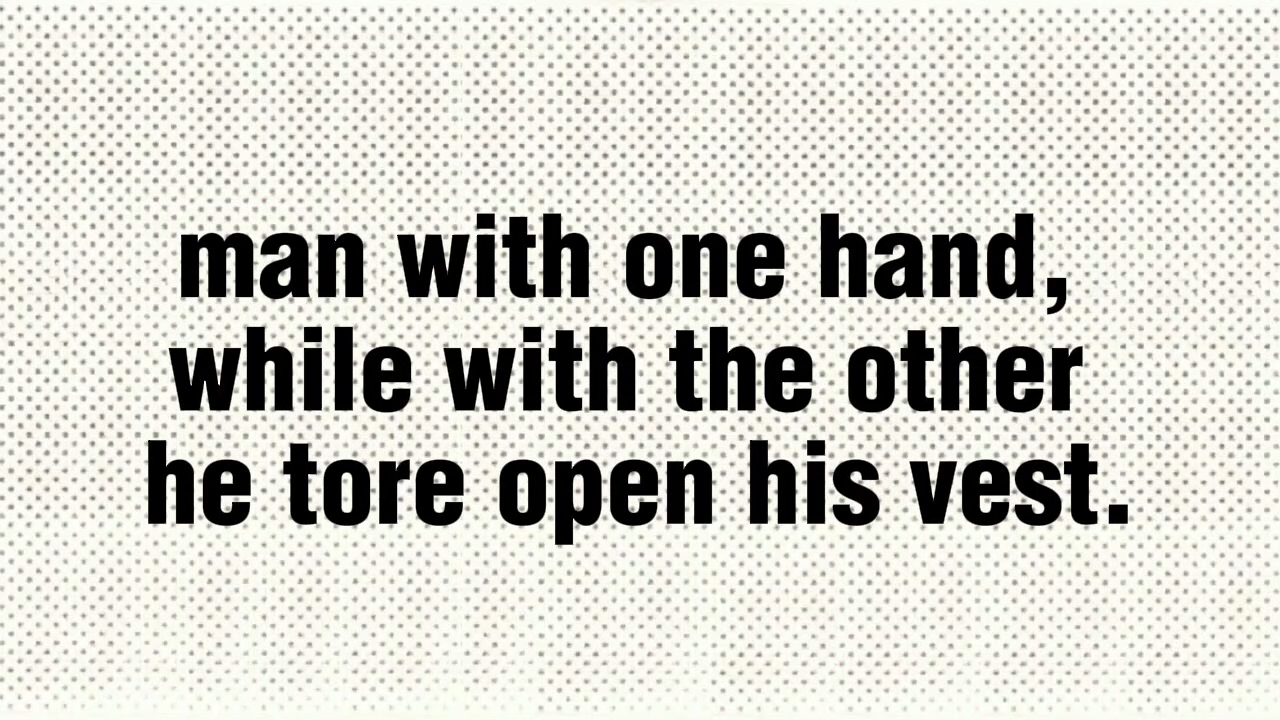 man with one hand,
while with the other
he tore open his vest.